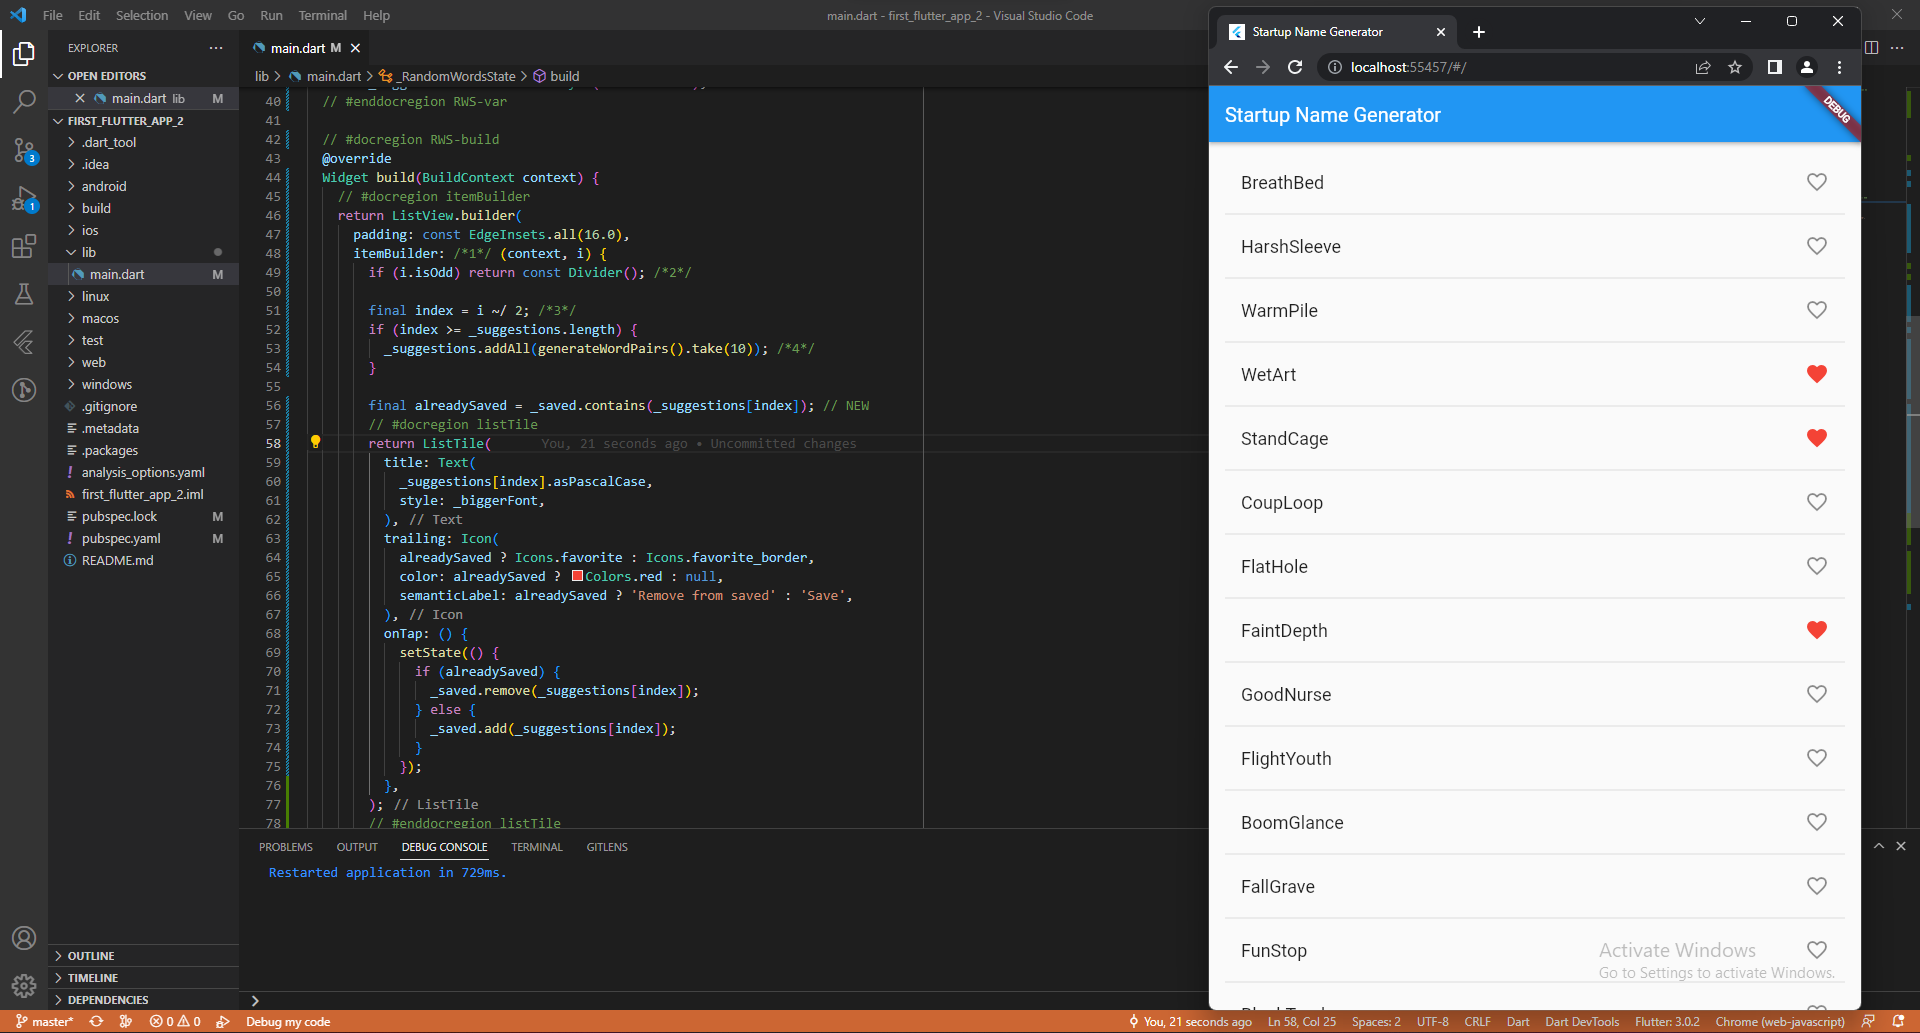 File Edit Selection View Go Run Terminal Help
main.dart - first_flutter_app_2 - Visual Studio Code
EXPLORER
OPEN EDITORS
main.dart lib M
FIRST_FLUTTER_APP_2
.dart_tool
.idea
android
build
ios
lib
main.dart M
linux
macos
test
web
windows
.gitignore
.metadata
.packages
! analysis_options.yaml
first_flutter_app_2.iml
pubspec.lock M
! pubspec.yaml M
README.md
OUTLINE
TIMELINE
DEPENDENCIES
3
1
main.dart M
lib > main.dart > _RandomWordsState > build
40 // #enddocregion RWS-var
41
42 // #docregion RWS-build
43 @override
44 Widget build(BuildContext context) {
45 // #docregion itemBuilder
46 return ListView.builder(
47 padding: const EdgeInsets.all(16.0),
48 itemBuilder: /*1*/ (context, i) {
49 if (i.isOdd) return const Divider(); /*2*/
50
51 final index = i ~/ 2; /*3*/
52 if (index >= _suggestions.length) {
53 _suggestions.addAll(generateWordPairs().take(10)); /*4*/
54 }
55
56 final alreadySaved = _saved.contains(_suggestions[index]); // NEW
57 // #docregion listTile
58 return ListTile( You, 21 seconds ago • Uncommitted changes
59 title: Text(
60 _suggestions[index].asPascalCase,
61 style: _biggerFont,
62 ), // Text
63 trailing: Icon(
64 alreadySaved ? Icons.favorite : Icons.favorite_border,
65 color: alreadySaved ? Colors.red : null,
66 semanticLabel: alreadySaved ? 'Remove from saved' : 'Save',
67 ), // Icon
68 onTap: () {
69 setState(() {
70 if (alreadySaved) {
71 _saved.remove(_suggestions[index]);
72 } else {
73 _saved.add(_suggestions[index]);
74 }
75 });
76 },
77 ); // ListTile
78 // #enddocregion listTile
PROBLEMS OUTPUT DEBUG CONSOLE TERMINAL GITLENS
Restarted application in 729ms.
Startup Name Generator
localhost:55457/#/
Startup Name Generator
DEBUG
BreathBed
HarshSleeve
WarmPile
WetArt
StandCage
CoupLoop
FlatHole
FaintDepth
GoodNurse
FlightYouth
BoomGlance
FallGrave
FunStop
Activate Windows
Go to Settings to activate Windows.
master* 0 0 Debug my code
You, 21 seconds ago Ln 58, Col 25 Spaces: 2 UTF-8 CRLF Dart Dart DevTools Flutter: 3.0.2 Chrome (web-javascript)